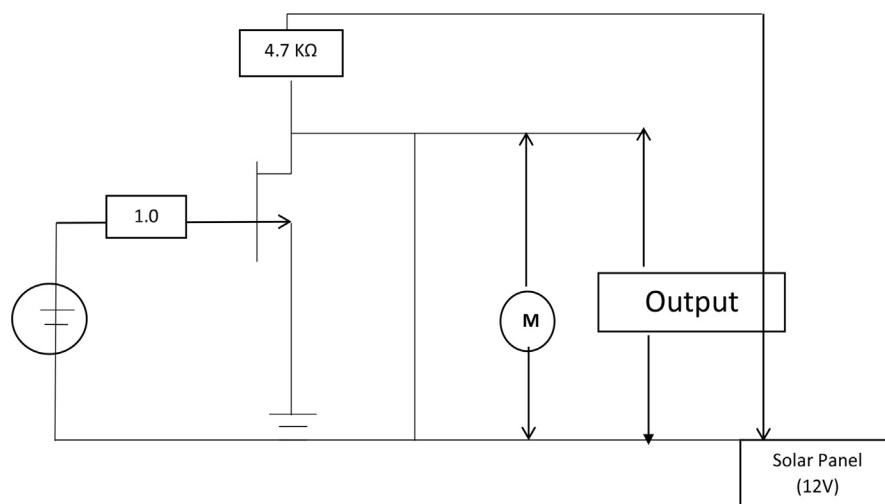 4.7 KΩ
1.0
M
Output
Solar Panel
(12V)